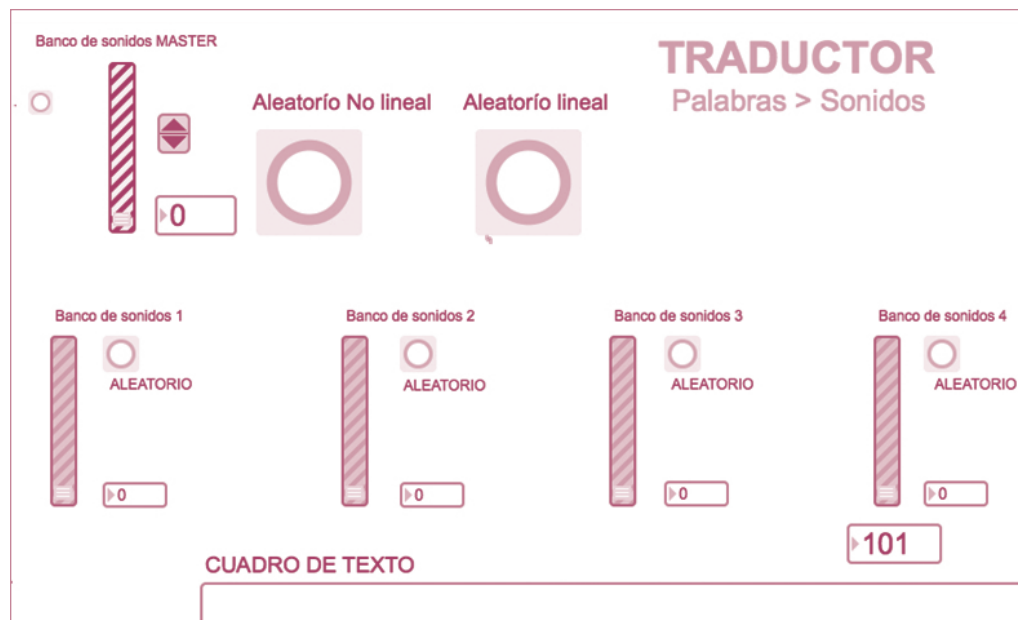 Banco de sonidos MASTER
TRADUCTOR
Palabras > Sonidos
Aleatorío No lineal
Aleatorío lineal
0
Banco de sonidos 1
Banco de sonidos 2
Banco de sonidos 3
Banco de sonidos 4
ALEATORIO
ALEATORIO
ALEATORIO
ALEATORIO
0
0
0
0
101
CUADRO DE TEXTO